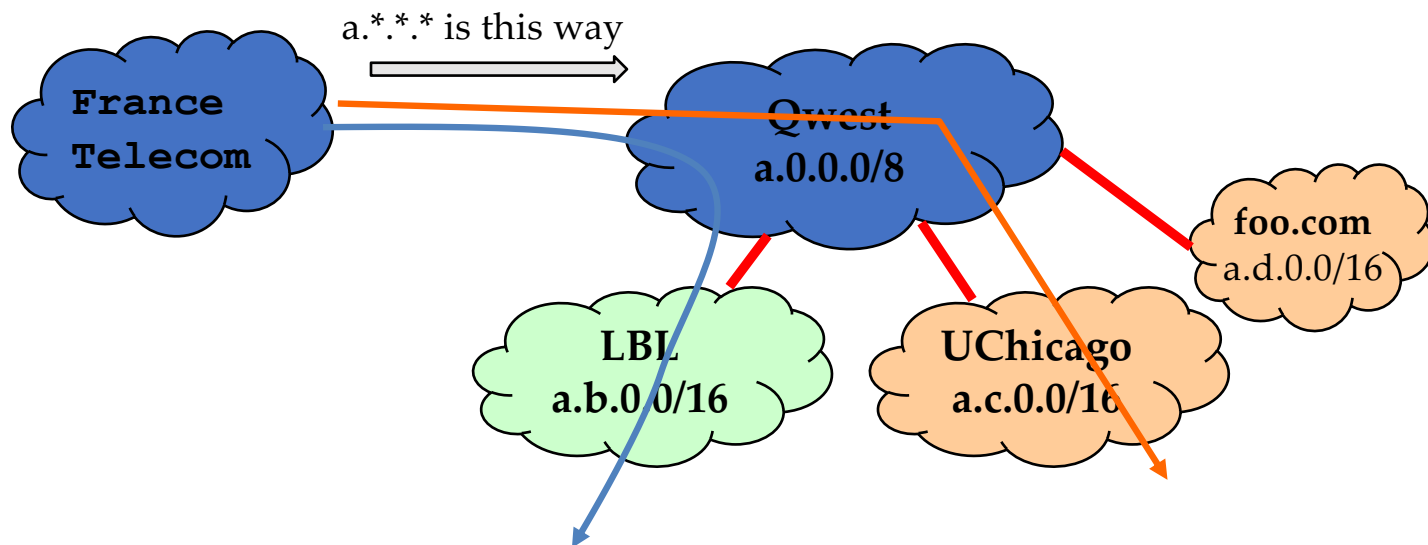 a.*.*.* is this way
France
Telecom
Qwest
a.0.0.0/8
foo.com
a.d.0.0/16
LBL
a.b.0.0/16
UChicago
a.c.0.0/16